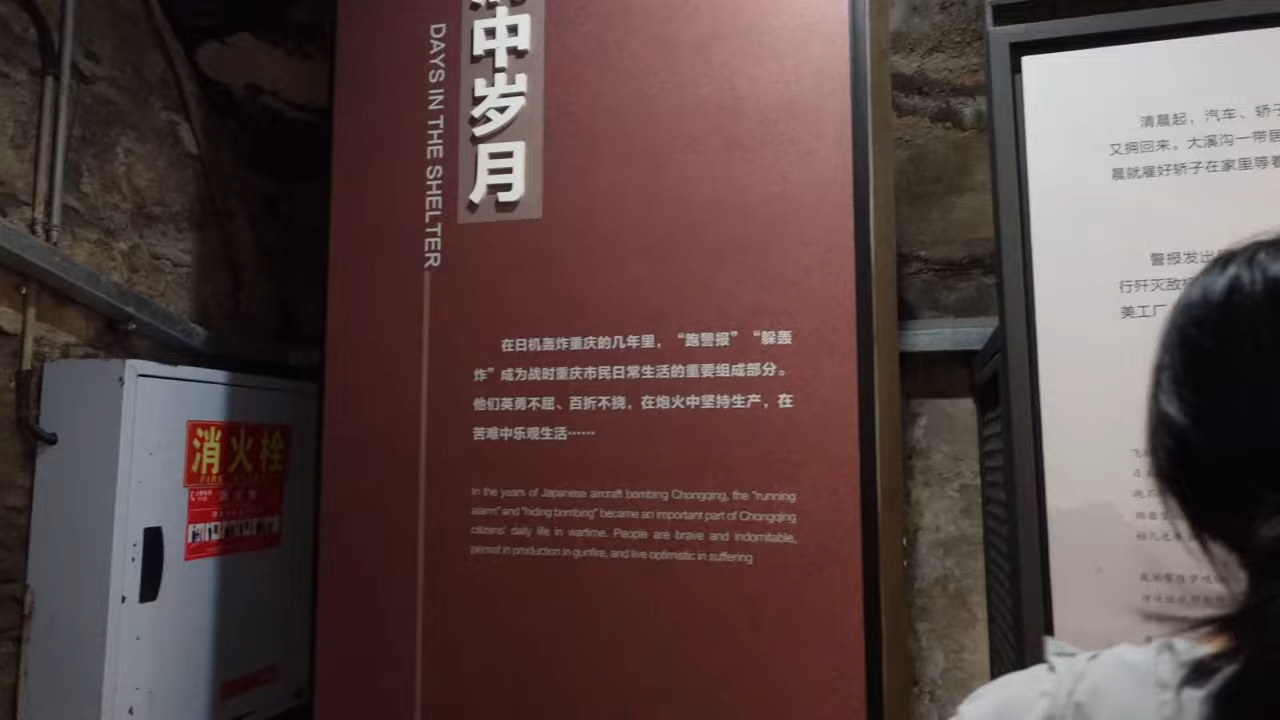 中岁月
DAYS IN THE SHELTER
在日机轰炸重庆的几年里，“跑警报”“躲轰
炸”成为战时重庆市民日常生活的重要组成部分。
他们英勇不屈、百折不挠，在炮火中坚持生产，在
苦难中乐观生活……
In the years of Japanese aircraft bombing Chongqing, the "running
alarm" and "hiding bombing" became an important part of Chongqing
citizens' daily life in wartime. People are brave and indomitable,
persist in production in gunfire, and live optimistic in suffering
消火栓
FIRE
清晨起，汽车、轿子
又拥回来。大溪沟一带居
晨就雇好轿子在家里等着
警报发出
行歼灭敌
美工厂